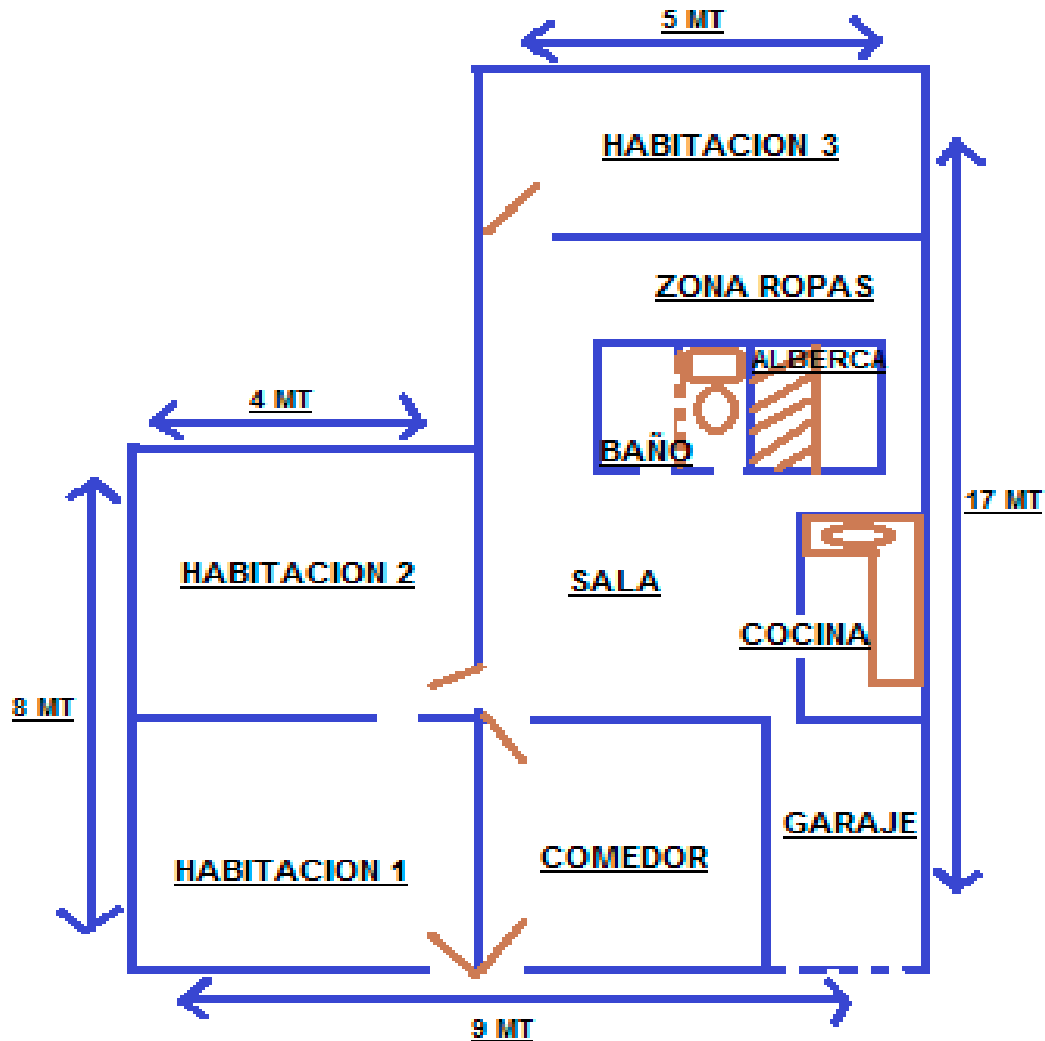 5 MT
HABITACION 3
ZONA ROPAS
ALBERCA
4 MT
BAÑO
17 MT
HABITACION 2
SALA
COCINA
8 MT
GARAJE
COMEDOR
HABITACION 1
9 MT